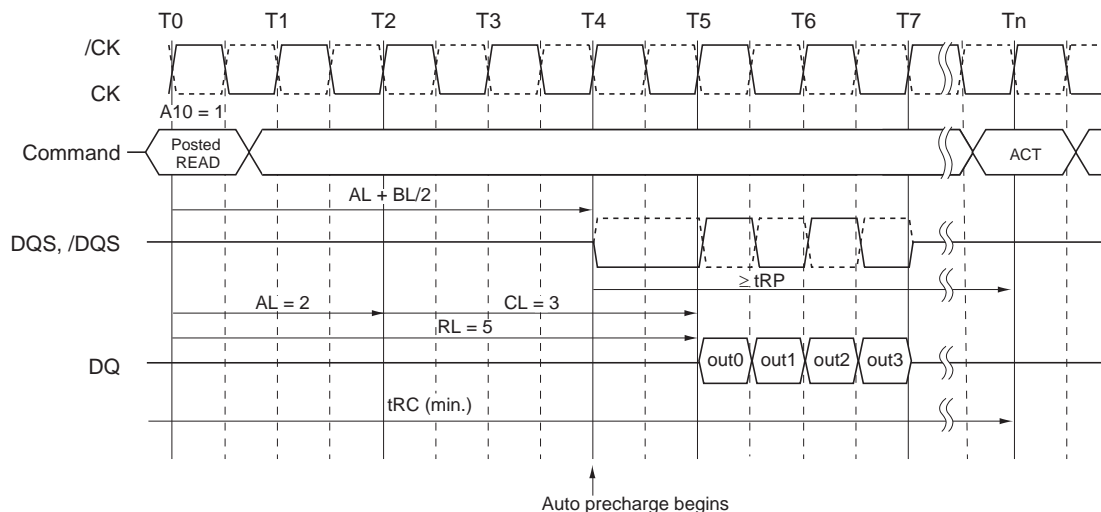 T0 T1 T2 T3 T4 T5 T6 T7 Tn
/CK
CK
A10 = 1
Command
Posted
READ
ACT
AL + BL/2
DQS, /DQS
≥ tRP
AL = 2
CL = 3
RL = 5
DQ
out0 out1 out2 out3
tRC (min.)
Auto precharge begins